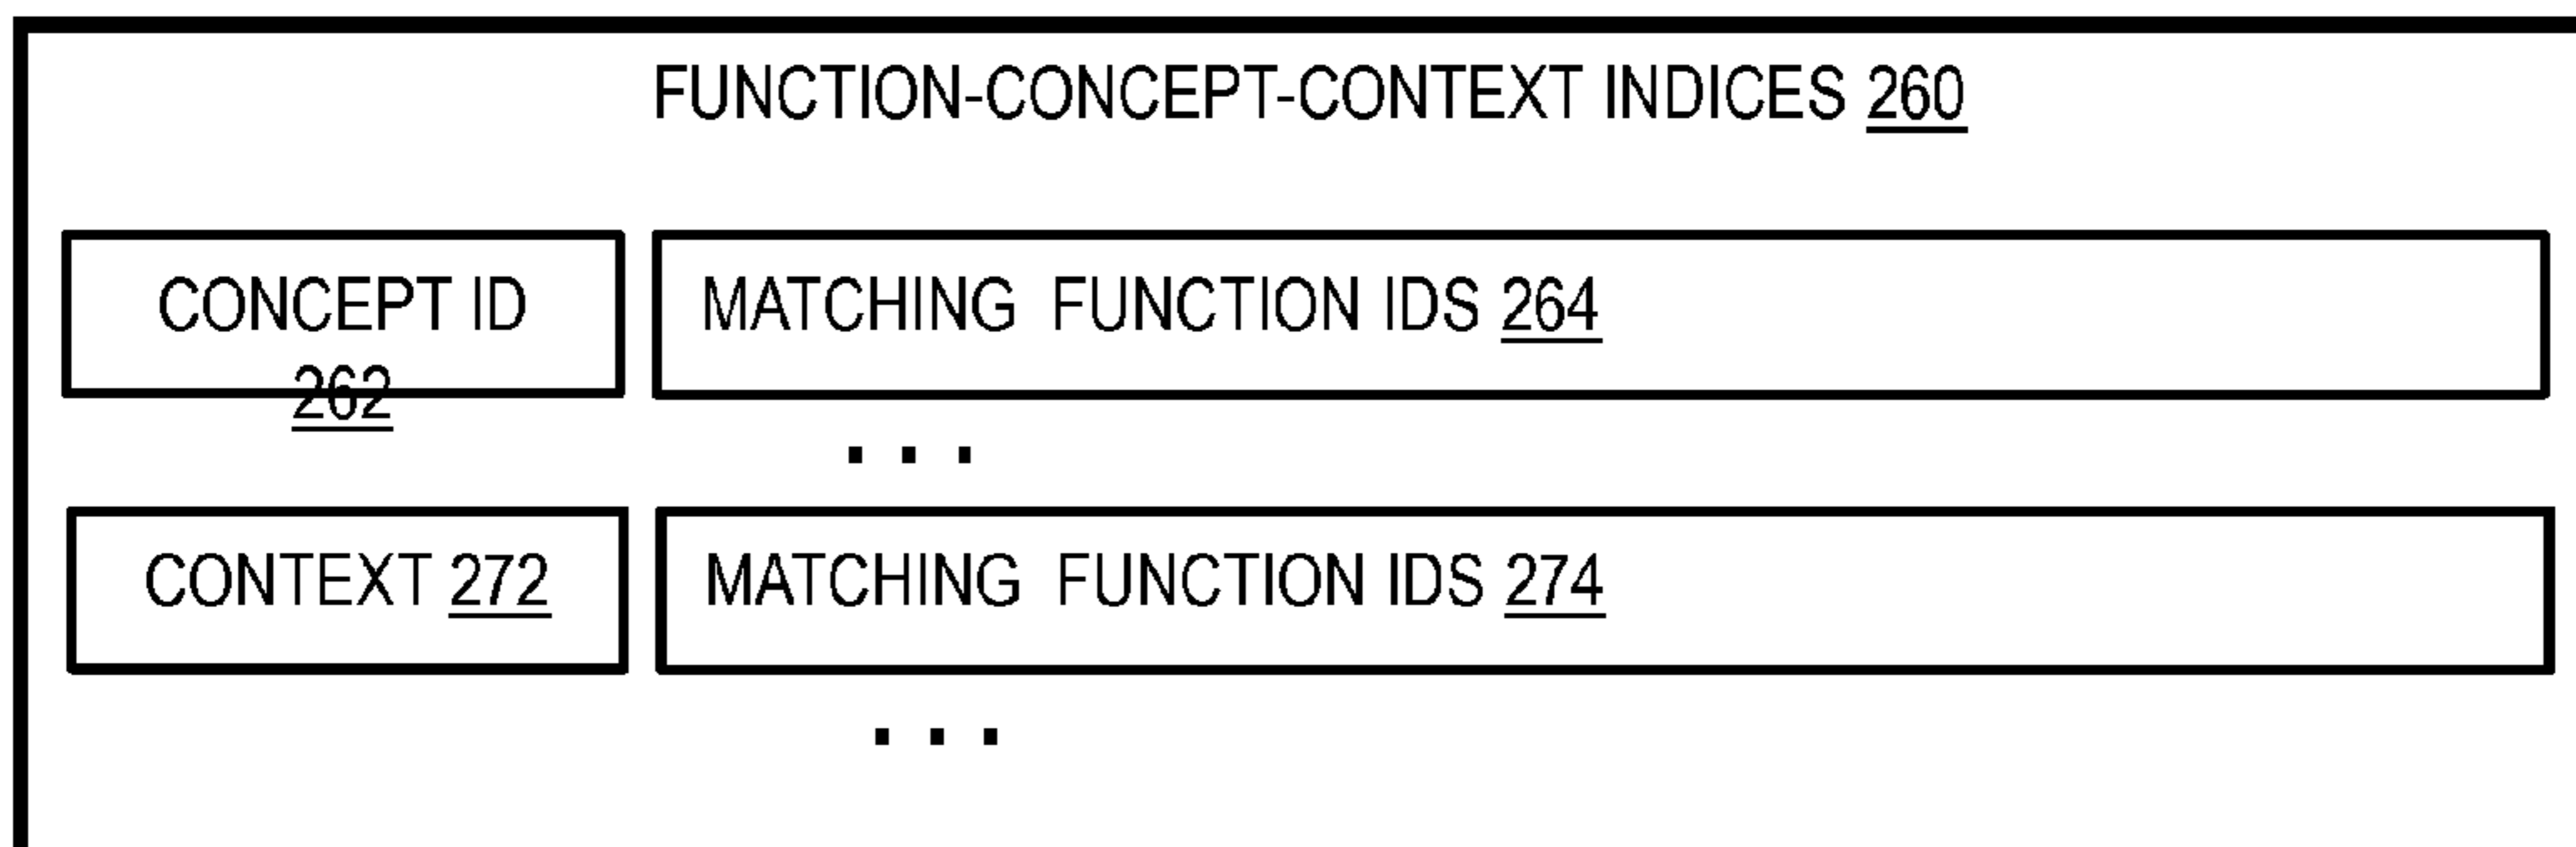 FUNCTION-CONCEPT-CONTEXT INDICES 260
CONCEPT ID
262
MATCHING FUNCTION IDS 264
...
CONTEXT 272
MATCHING FUNCTION IDS 274
...